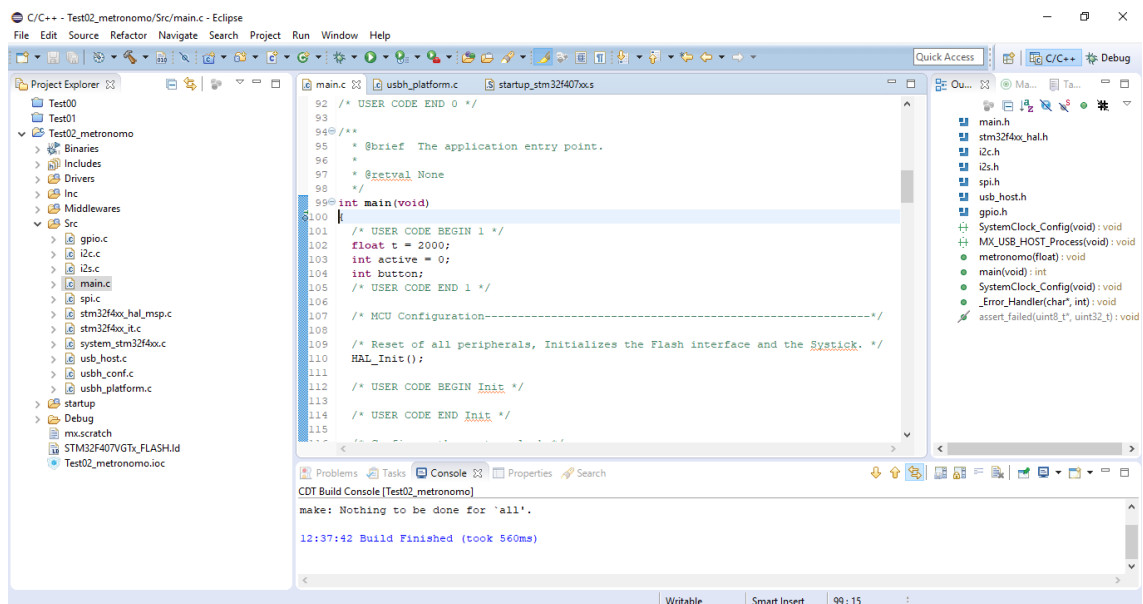 C/C++ - Test02_metronomo/Src/main.c - Eclipse
File Edit Source Refactor Navigate Search Project Run Window Help
Quick Access C/C++ Debug
Project Explorer
Test00
Test01
Test02_metronomo
Binaries
Includes
Drivers
Inc
Middlewares
Src
gpio.c
i2c.c
i2s.c
main.c
spi.c
stm32f4xx_hal_msp.c
stm32f4xx_it.c
system_stm32f4xx.c
usb_host.c
usbh_conf.c
usbh_platform.c
startup
Debug
mx.scratch
STM32F407VGTx_FLASH.ld
Test02_metronomo.ioc
main.c usbh_platform.c startup_stm32f407xx.s
92 /* USER CODE END 0 */
93
94 /**
95 * @brief The application entry point.
96 *
97 * @retval None
98 */
99 int main(void)
100 {
101 /* USER CODE BEGIN 1 */
102 float t = 2000;
103 int active = 0;
104 int button;
105 /* USER CODE END 1 */
106
107 /* MCU Configuration----------------------------------------------------------*/
108
109 /* Reset of all peripherals, Initializes the Flash interface and the Systick. */
110 HAL_Init();
111
112 /* USER CODE BEGIN Init */
113
114 /* USER CODE END Init */
115
Ou... Ma... Ta...
main.h
stm32f4xx_hal.h
i2c.h
i2s.h
spi.h
usb_host.h
gpio.h
SystemClock_Config(void) : void
MX_USB_HOST_Process(void) : void
metronomo(float) : void
main(void) : int
SystemClock_Config(void) : void
_Error_Handler(char*, int) : void
assert_failed(uint8_t*, uint32_t) : void
Problems Tasks Console Properties Search
CDT Build Console [Test02_metronomo]
make: Nothing to be done for `all'.
12:37:42 Build Finished (took 560ms)
Writable Smart Insert 99 : 15